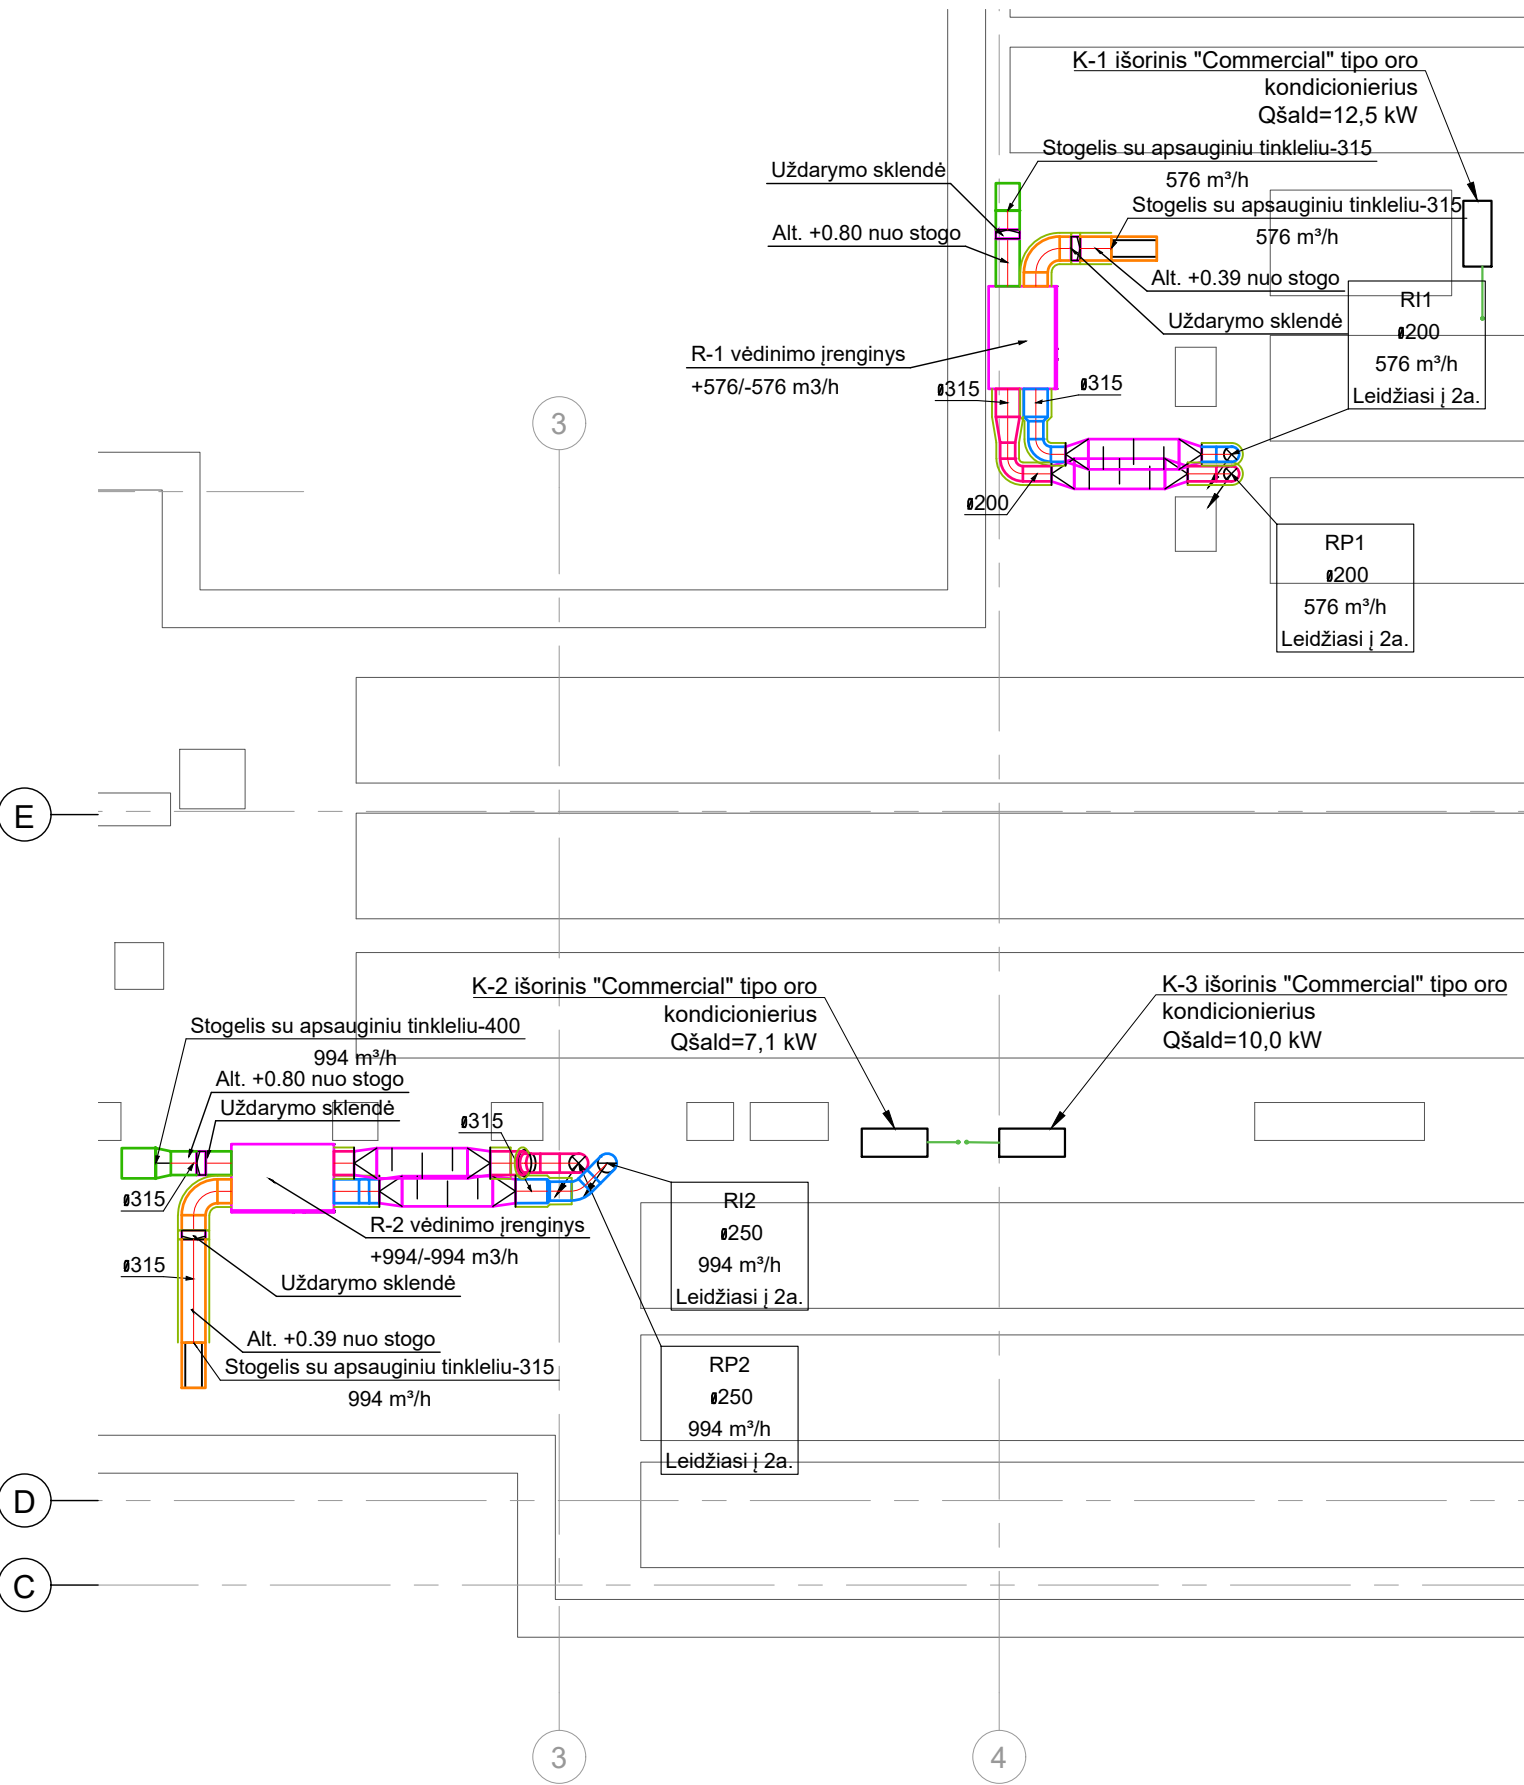 K-1 išorinis "Commercial" tipo oro
kondicionierius
Qšald=12,5 kW
Stogelis su apsauginiu tinkleliu-315
576 m³/h
Uždarymo sklendė
Stogelis su apsauginiu tinkleliu-315
576 m³/h
Alt. +0.80 nuo stogo
Alt. +0.39 nuo stogo
Uždarymo sklendė
RI1
ø200
576 m³/h
Leidžiasi į 2a.
R-1 vėdinimo įrenginys
+576/-576 m3/h
ø315
ø315
3
ø200
RP1
ø200
576 m³/h
Leidžiasi į 2a.
E
K-2 išorinis "Commercial" tipo oro
kondicionierius
Qšald=7,1 kW
K-3 išorinis "Commercial" tipo oro
kondicionierius
Qšald=10,0 kW
Stogelis su apsauginiu tinkleliu-400
994 m³/h
Alt. +0.80 nuo stogo
Uždarymo sklendė
ø315
ø315
R-2 vėdinimo įrenginys
+994/-994 m3/h
ø315
Uždarymo sklendė
RI2
ø250
994 m³/h
Leidžiasi į 2a.
Alt. +0.39 nuo stogo
Stogelis su apsauginiu tinkleliu-315
994 m³/h
RP2
ø250
994 m³/h
Leidžiasi į 2a.
D
C
3
4